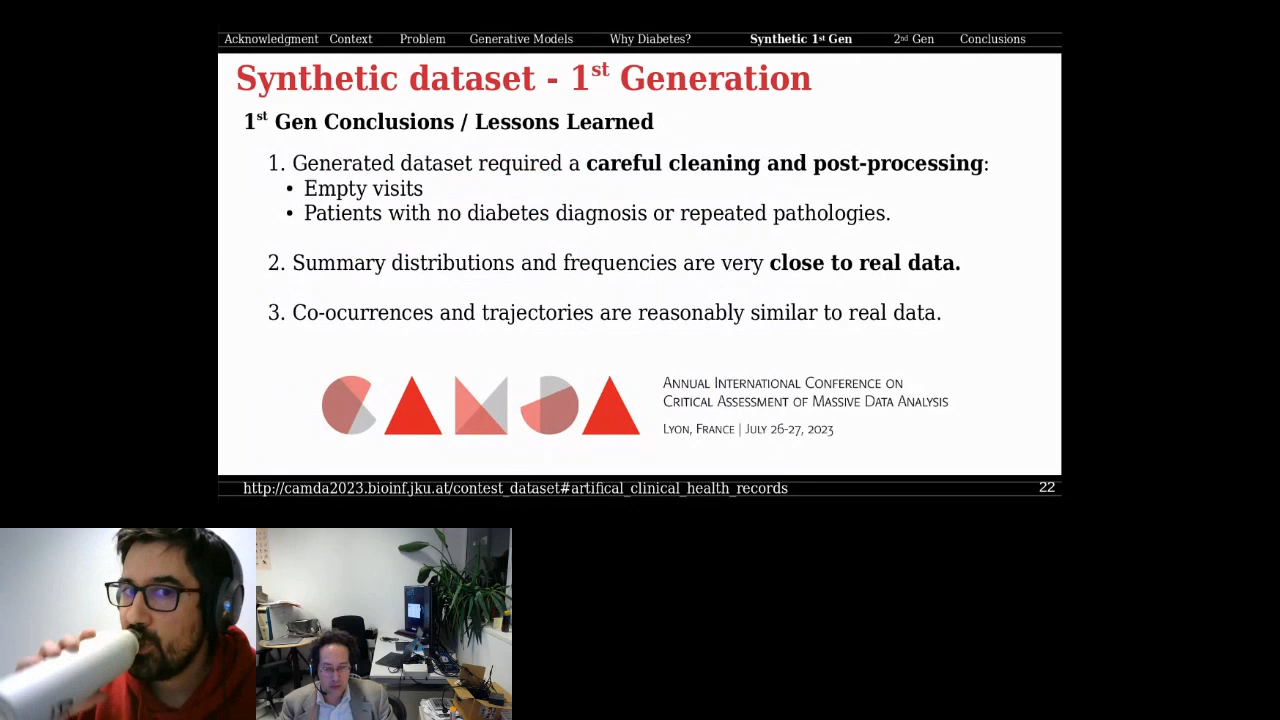 Acknowledgment Context Problem Generative Models Why Diabetes? Synthetic 1st Gen 2nd Gen Conclusions
Synthetic dataset - 1st Generation
1st Gen Conclusions / Lessons Learned
1. Generated dataset required a careful cleaning and post-processing:
• Empty visits
• Patients with no diabetes diagnosis or repeated pathologies.
2. Summary distributions and frequencies are very close to real data.
3. Co-ocurrences and trajectories are reasonably similar to real data.
CAMDA
ANNUAL INTERNATIONAL CONFERENCE ON
CRITICAL ASSESSMENT OF MASSIVE DATA ANALYSIS
LYON, FRANCE | JULY 26-27, 2023
http://camda2023.bioinf.jku.at/contest_dataset#artifical_clinical_health_records
22